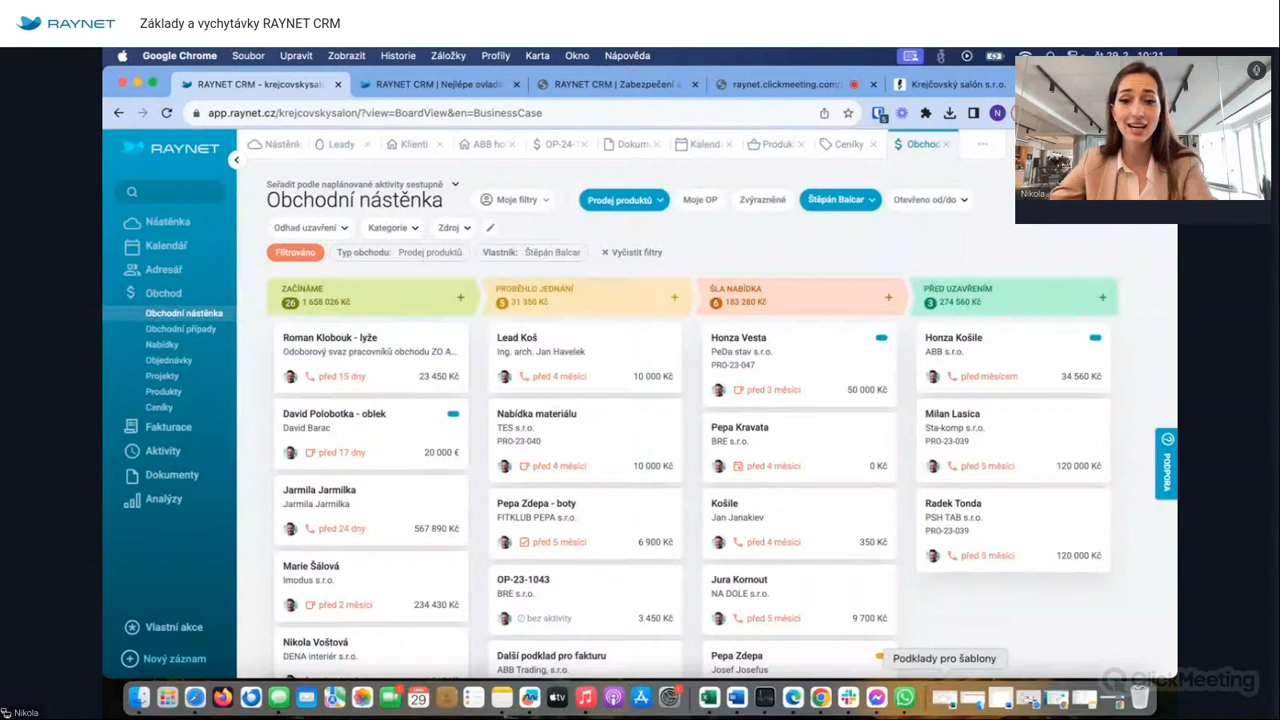 RAYNET
Základy a vychytávky RAYNET CRM
Google Chrome Soubor Upravit Zobrazit Historie Záložky Profily Karta Okno Nápověda
RAYNET CRM - krejcovskysal
RAYNET CRM | Nejlépe ovlada
RAYNET CRM | Zabezpečení a
raynet.clickmeeting.com/
Krejčovský salón s.r.o.
app.raynet.cz/krejcovskysalon/?view=BoardView&en=BusinessCase
N
Nikola
RAYNET
Nástěnk Leady Klienti ABB ho OP-24- Dokum Kalend Produk Ceníky Obchod
Nástěnka
Kalendář
Adresář
Obchod
Obchodní nástěnka
Obchodní případy
Nabídky
Objednávky
Projekty
Produkty
Ceníky
Fakturace
Aktivity
Dokumenty
Analýzy
Vlastní akce
Nový záznam
Seřadit podle naplánované aktivity sestupně
Obchodní nástěnka
Moje filtry
Prodej produktů
Moje OP
Zvýrazněné
Štěpán Balcar
Otevřeno od/do
Odhad uzavření
Kategorie
Zdroj
Filtrováno
Typ obchodu: Prodej produktů
Vlastník: Štěpán Balcar
Vyčistit filtry
ZAČÍNÁME
26 1 658 026 Kč
Roman Klobouk - lyže
Odoborový svaz pracovníků obchodu ZO A...
před 15 dny 23 450 Kč
David Polobotka - oblek
David Barac
před 17 dny 20 000 €
Jarmila Jarmilka
Jarmila Jarmilka
před 24 dny 567 890 Kč
Marie Šálová
Imodus s.r.o.
před 2 měsíci 234 430 Kč
Nikola Voštová
DENA interiér s.r.o.
PROBĚHLO JEDNÁNÍ
5 31 350 Kč
Lead Koš
Ing. arch. Jan Havelek
před 4 měsíci 10 000 Kč
Nabídka materiálu
TES s.r.o.
PRO-23-040
před 4 měsíci 10 000 Kč
Pepa Zdepa - boty
FITKLUB PEPA s.r.o.
před 5 měsíci 6 900 Kč
OP-23-1043
BRE s.r.o.
bez aktivity 3 450 Kč
Další podklad pro fakturu
ABB Trading, s.r.o.
ŠLA NABÍDKA
6 183 280 Kč
Honza Vesta
PeDa stav s.r.o.
PRO-23-047
před 3 měsíci 50 000 Kč
Pepa Kravata
BRE s.r.o.
před 4 měsíci 0 Kč
Košile
Jan Janakiev
před 4 měsíci 350 Kč
Jura Kornout
NA DOLE s.r.o.
před 5 měsíci 9 700 Kč
Pepa Zdepa
Josef Josefus
PŘED UZAVŘENÍM
3 274 560 Kč
Honza Košile
ABB s.r.o.
před měsícem 34 560 Kč
Milan Lasica
Sta-komp s.r.o.
PRO-23-039
před 5 měsíci 120 000 Kč
Radek Tonda
PSH TAB s.r.o.
PRO-23-039
před 5 měsíci 120 000 Kč
PODPORA
Podklady pro šablony
ClickMeeting
29
tv
Nikola